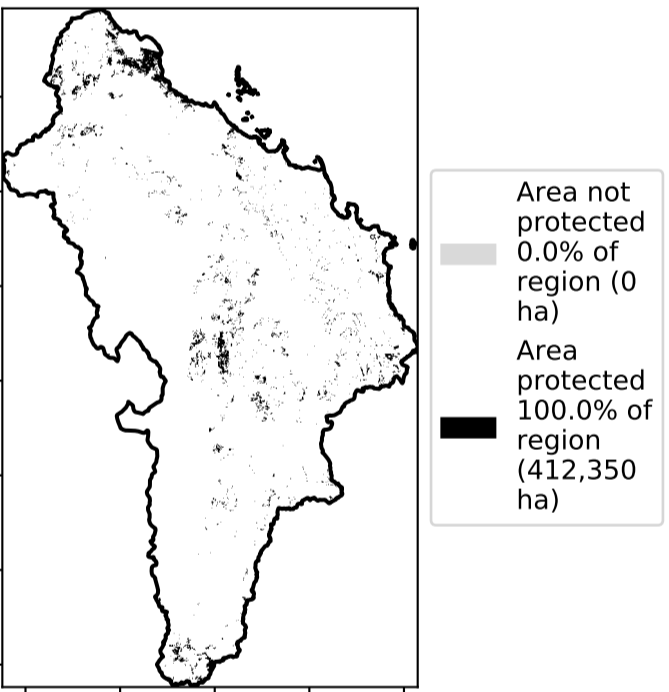 Area not
protected
0.0% of
region (0
ha)
Area
protected
100.0% of
region
(412,350
ha)